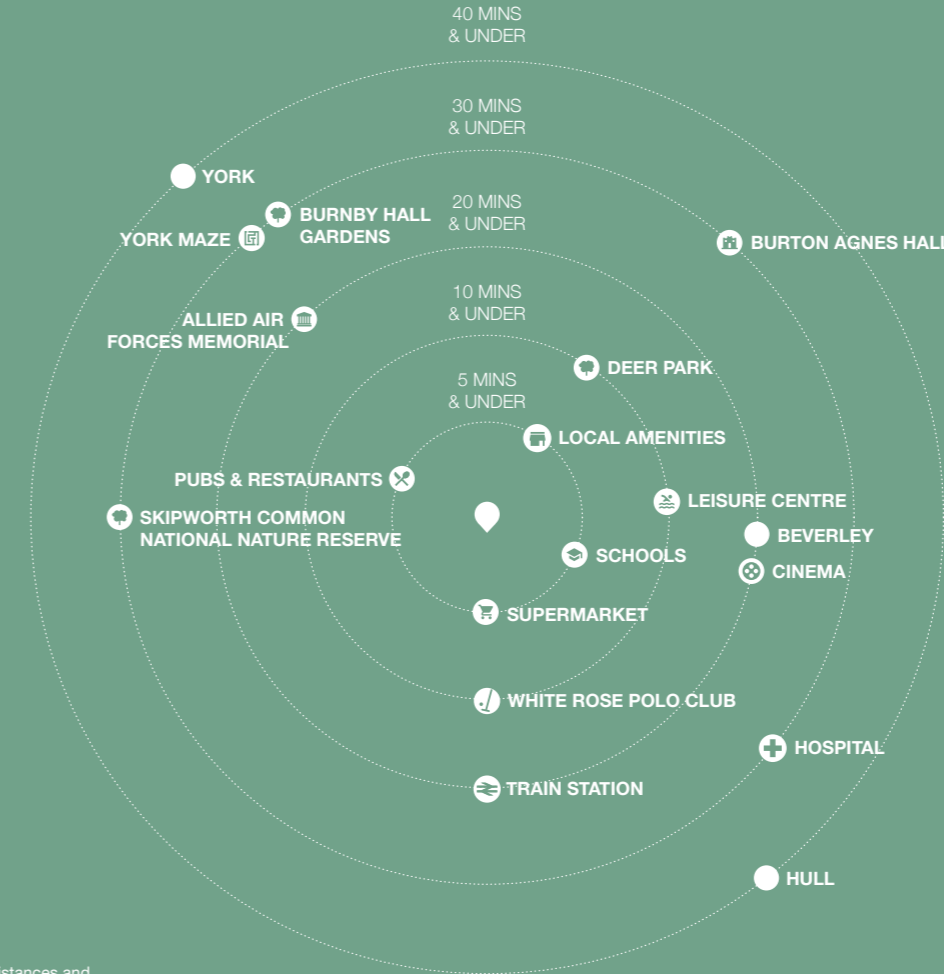 40 MINS
& UNDER
30 MINS
& UNDER
YORK
20 MINS
& UNDER
BURNBY HALL
GARDENS
YORK MAZE
BURTON AGNES HALL
10 MINS
& UNDER
ALLIED AIR
FORCES MEMORIAL
DEER PARK
5 MINS
& UNDER
LOCAL AMENITIES
PUBS & RESTAURANTS
LEISURE CENTRE
SKIPWORTH COMMON
NATIONAL NATURE RESERVE
BEVERLEY
SCHOOLS
CINEMA
SUPERMARKET
WHITE ROSE POLO CLUB
HOSPITAL
TRAIN STATION
HULL
and